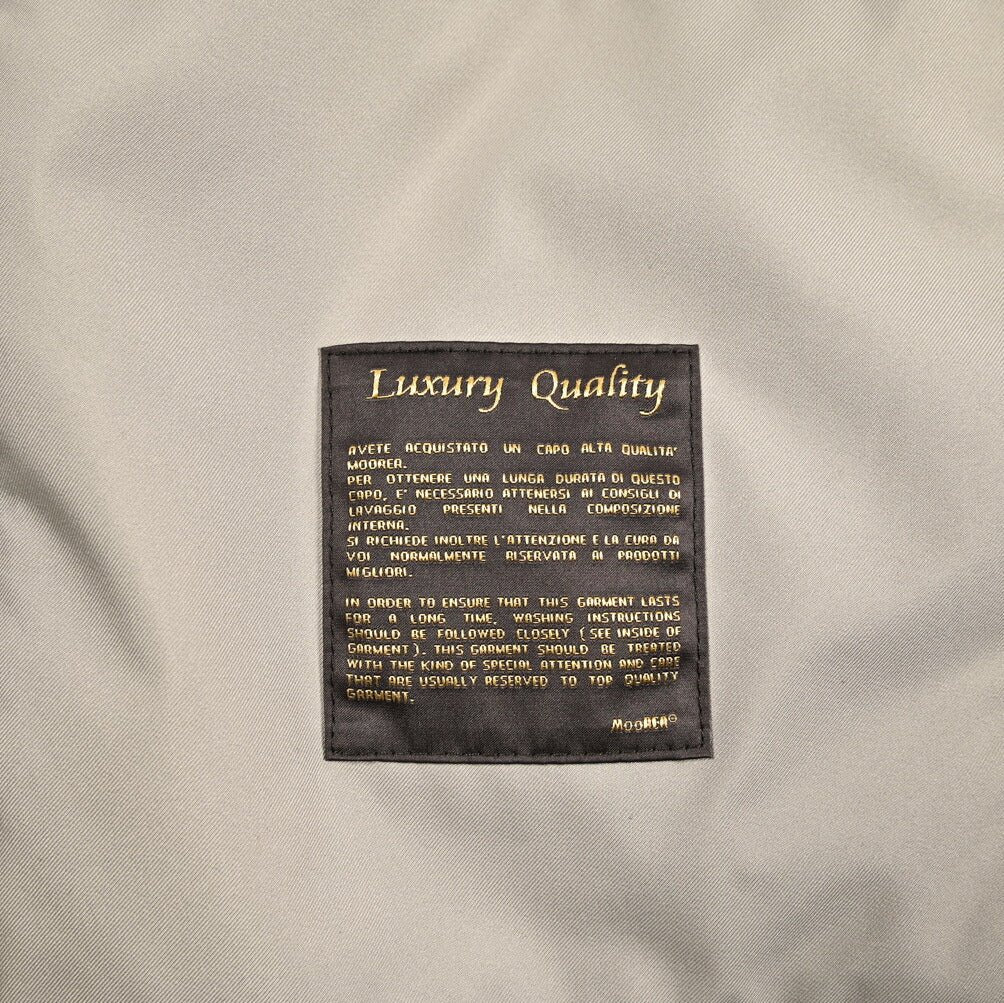 Luxury Quality
AVETE ACQUISTATO UN CAPO ALTA QUALITA'
MOOREA.
PER OTTENERE UNA LUNGA DURATA DI QUESTO
CAPO, E' NECESSARIO ATTENERSI AI CONSIGLI DI
LAVAGGIO PRESENTI NELLA COMPOSIZIONE
INTERNA.
SI RICHIEDE INOLTRE L'ATTENZIONE E LA CURA DA
VOI NORMALMENTE RISERVATA AI PRODOTTI
MIGLIORI.
IN ORDER TO ENSURE THAT THIS GARMENT LASTS
FOR A LONG TIME, WASHING INSTRUCTIONS
SHOULD BE FOLLOWED CLOSELY (SEE INSIDE OF
GARMENT). THIS GARMENT SHOULD BE TREATED
WITH THE KIND OF SPECIAL ATTENTION AND CARE
THAT ARE USUALLY RESERVED TO TOP QUALITY
GARMENT.
MOOREA©